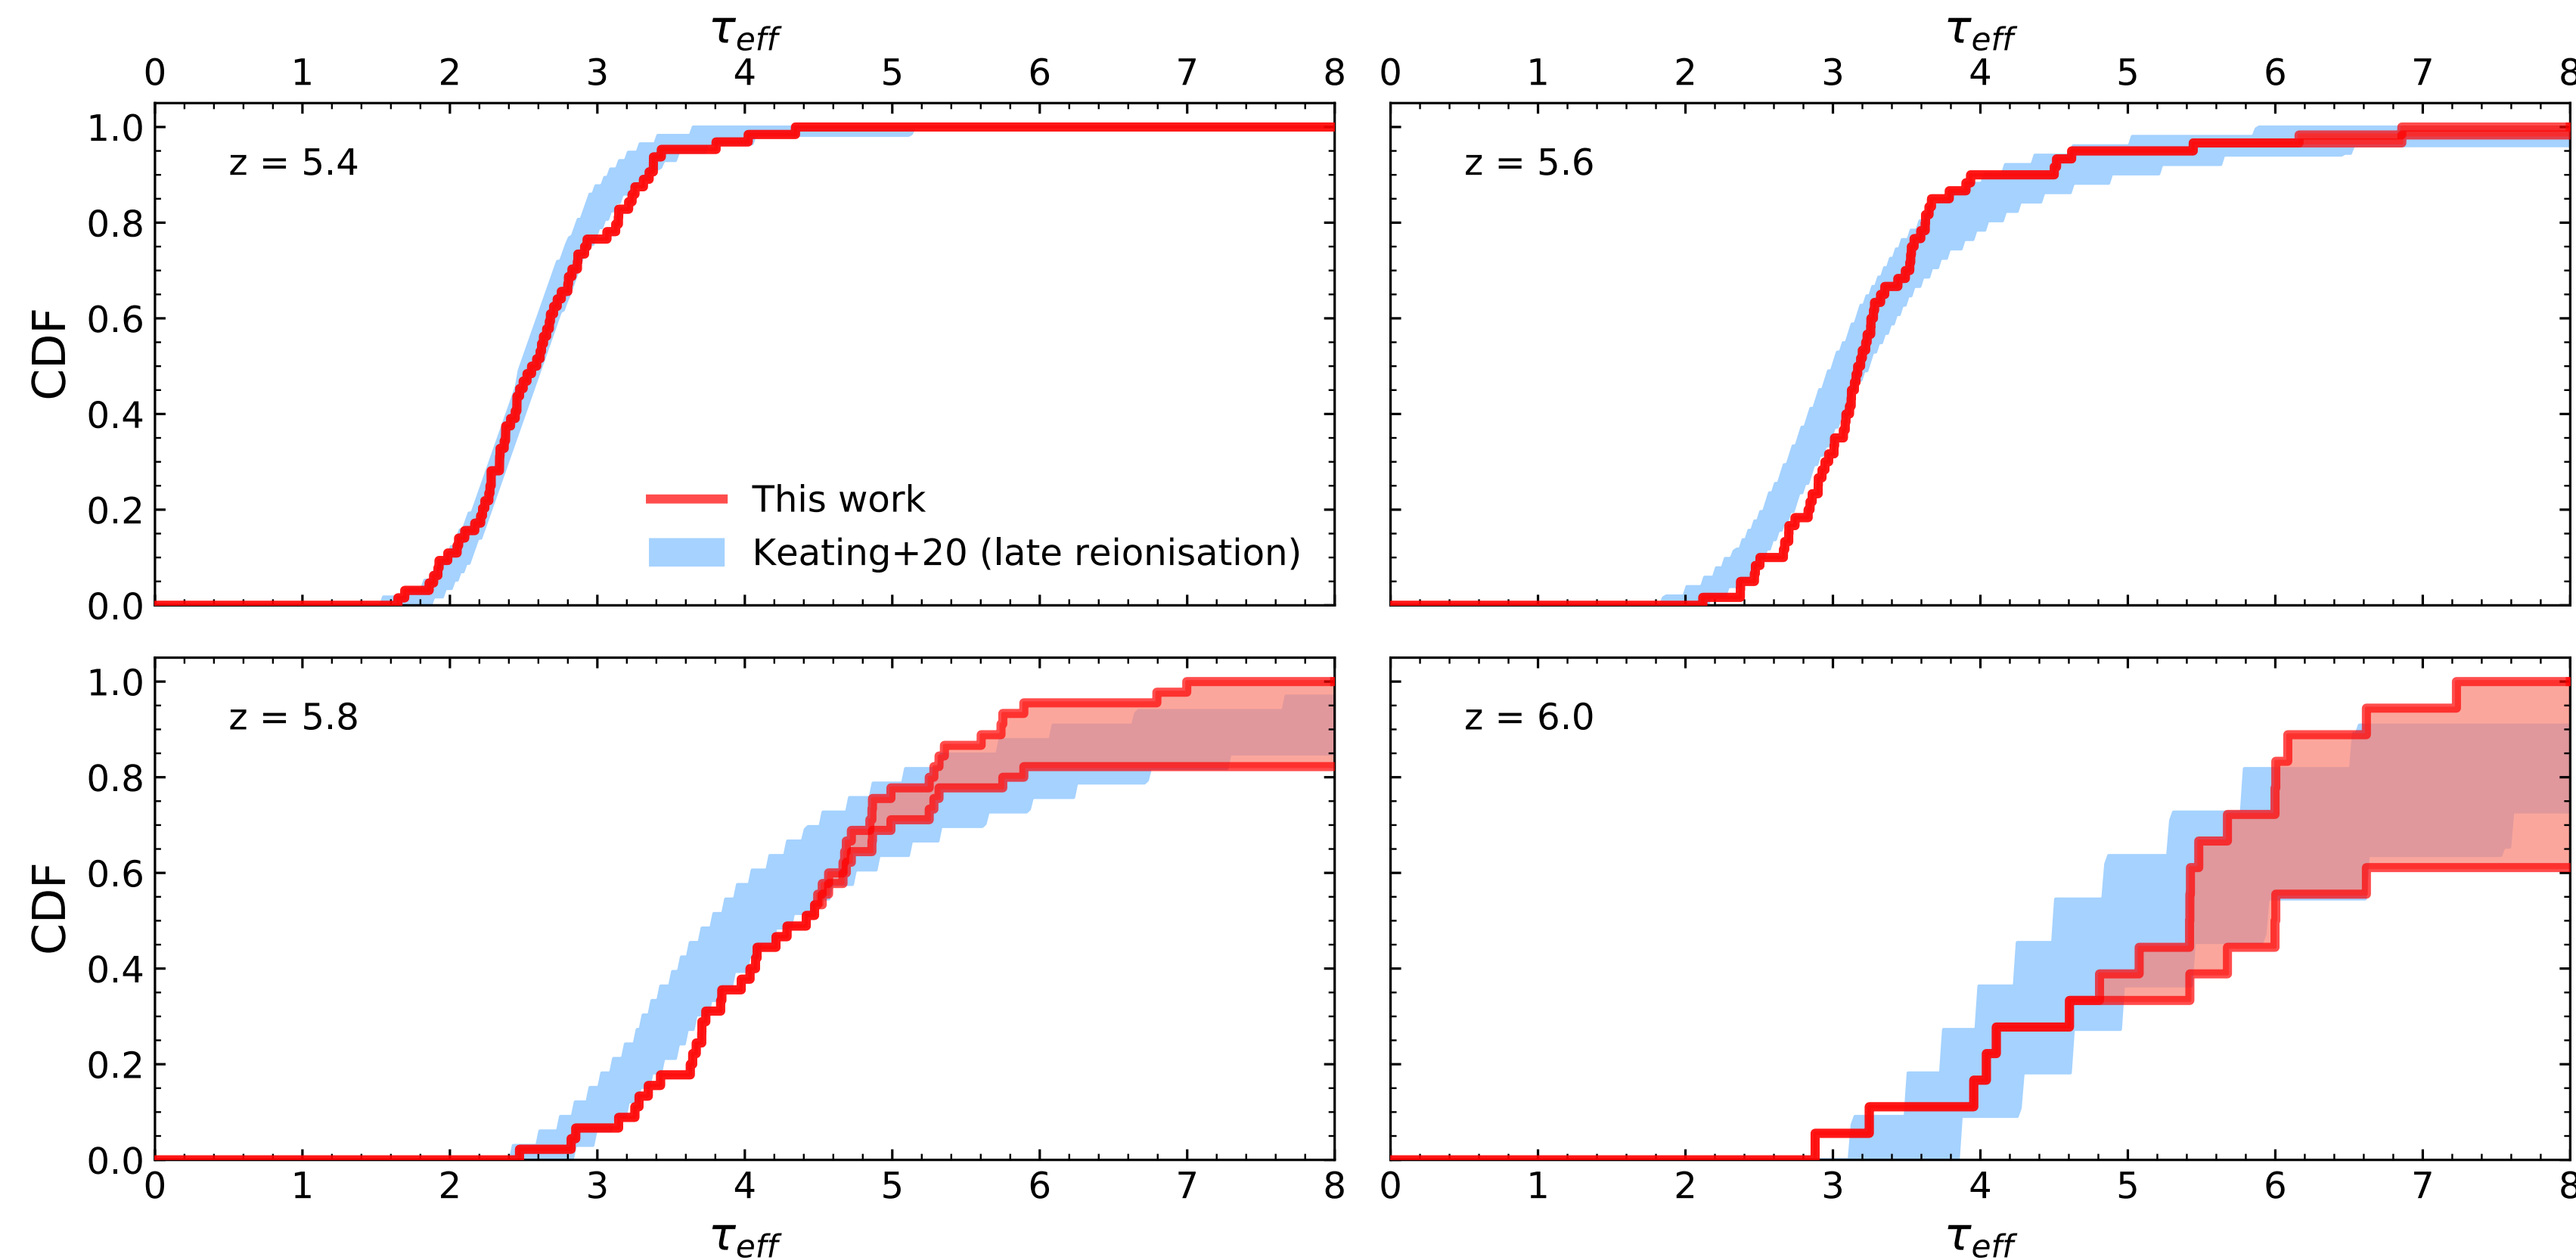 τeff τeff
0 1 2 3 4 5 6 7 8 0 1 2 3 4 5 6 7 8
1.0
z = 5.4 z = 5.6
0.8
0.6
CDF
0.4
0.2 This work
Keating+20 (late reionisation)
0.0
1.0
z = 5.8 z = 6.0
0.8
0.6
CDF
0.4
0.2
0.0
0 1 2 3 4 5 6 7 8 0 1 2 3 4 5 6 7 8
τeff τeff